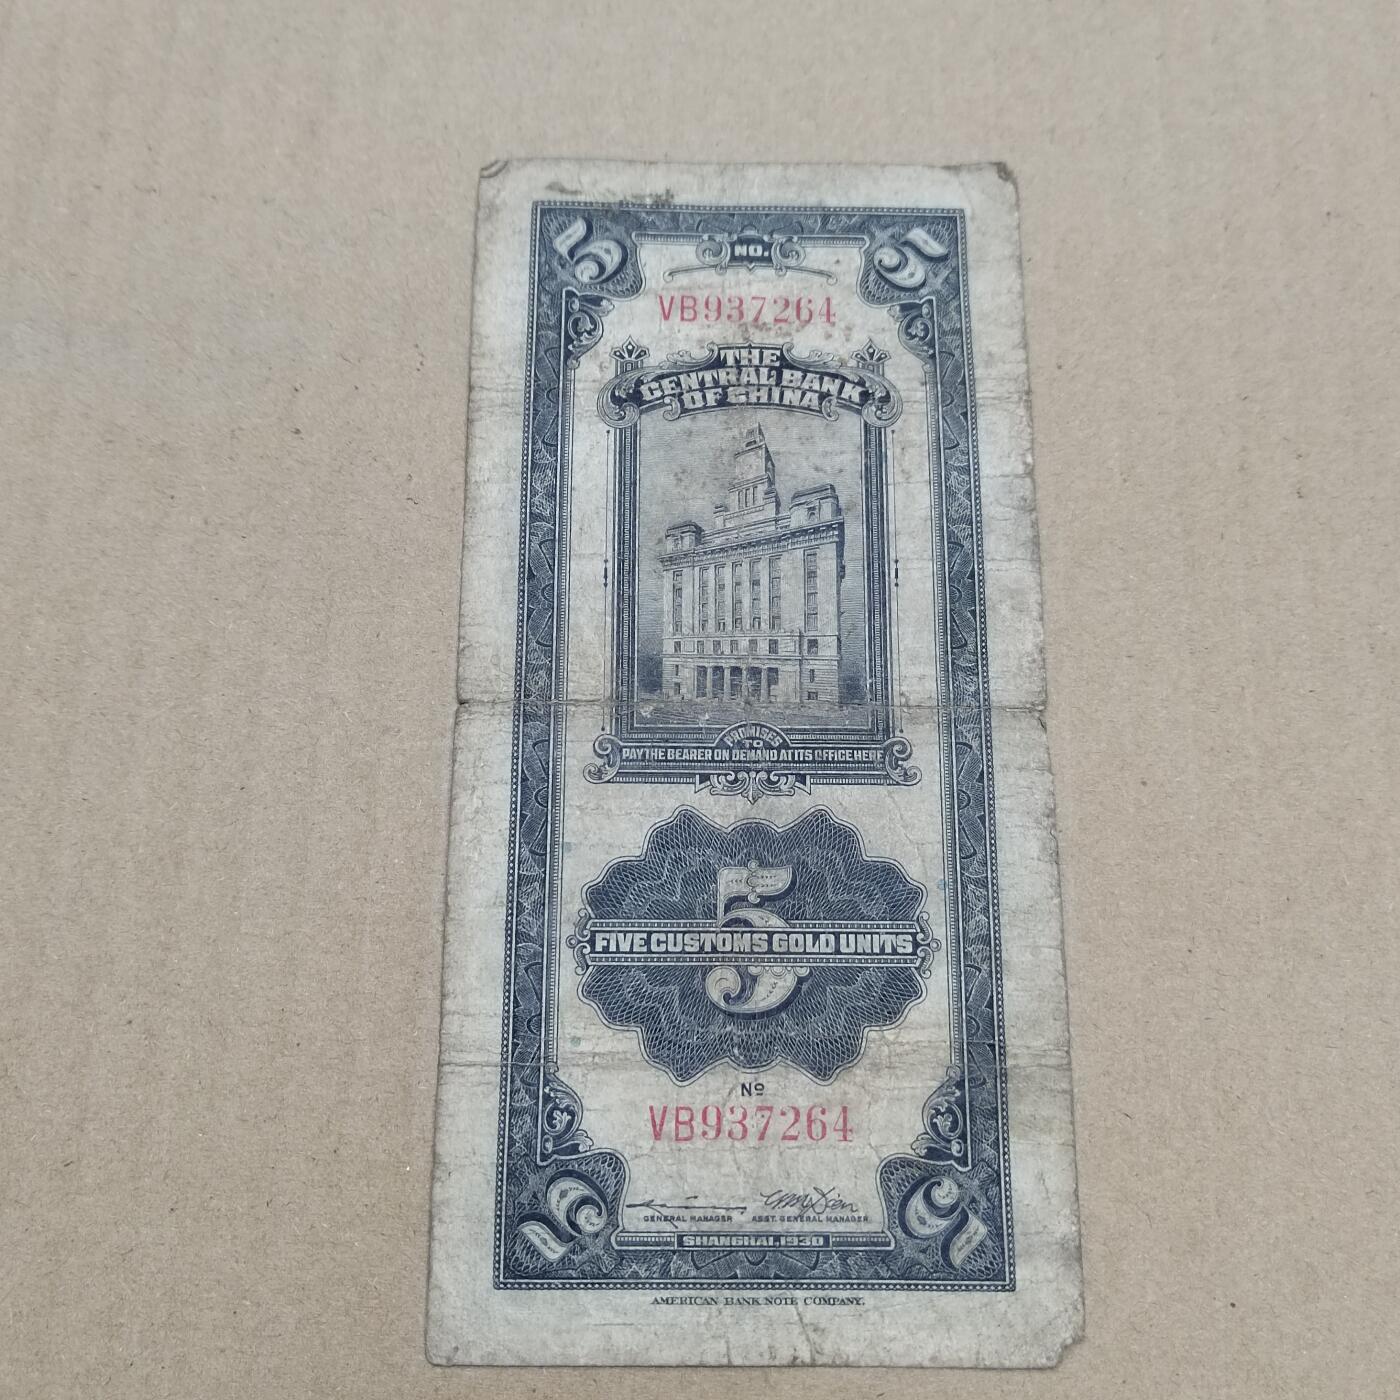 5 NO. 5
VB937264
THE
CENTRAL BANK
OF CHINA
PROMISES
TO
PAY THE BEARER ON DEMAND AT ITS OFFICE HERE
5
FIVE CUSTOMS GOLD UNITS
Nº
VB937264
GENERAL MANAGER ASST. GENERAL MANAGER
5 SHANGHAI.1930 5
AMERICAN BANK NOTE COMPANY.